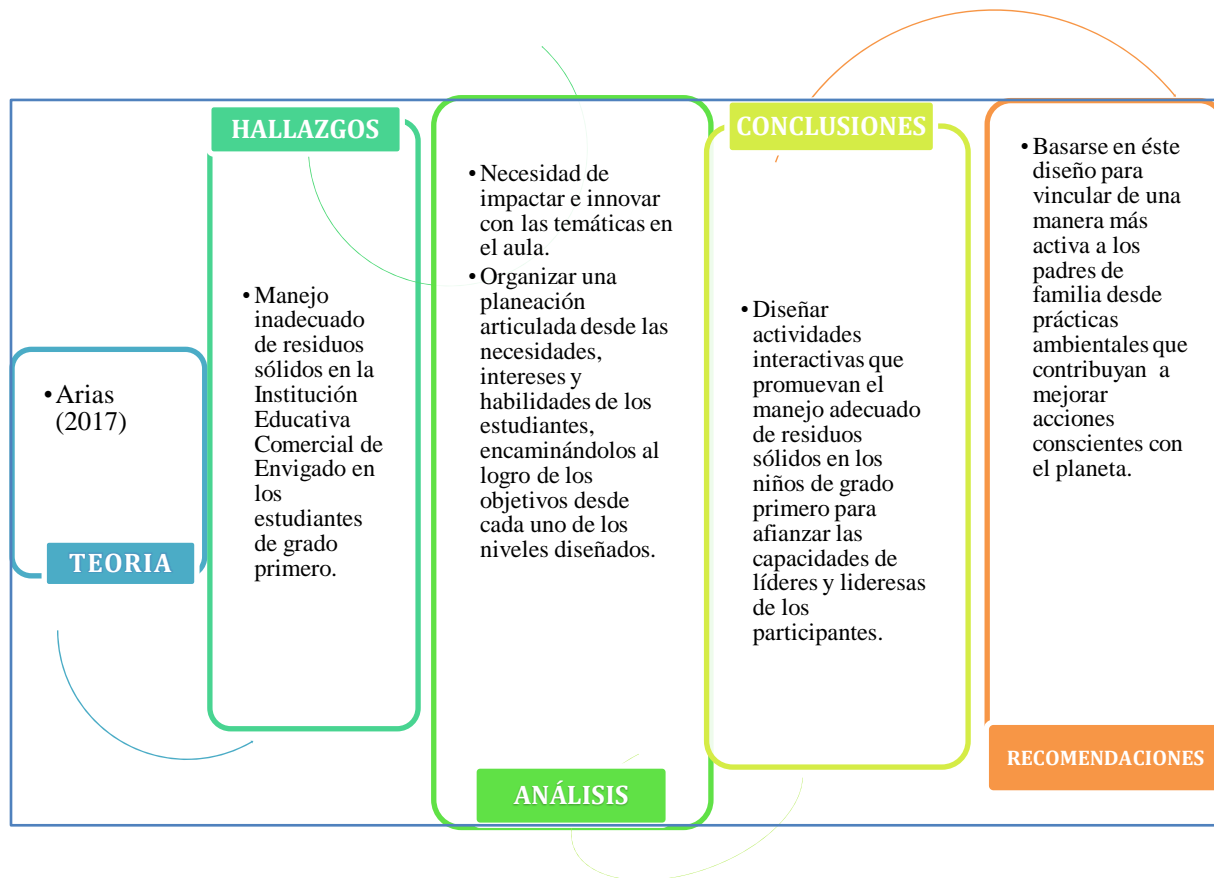 • Arias
(2017)
TEORIA
HALLAZGOS
• Manejo
inadecuado
de residuos
sólidos en la
Institución
Educativa
Comercial de
Envigado en
los
estudiantes
de grado
primero.
• Necesidad de
impactar e innovar
con las temáticas en
el aula.
• Organizar una
planeación
articulada desde las
necesidades,
intereses y
habilidades de los
estudiantes,
encaminándolos al
logro de los
objetivos desde
cada uno de los
niveles diseñados.
ANÁLISIS
CONCLUSIONES
• Diseñar
actividades
interactivas que
promuevan el
manejo adecuado
de residuos
sólidos en los
niños de grado
primero para
afianzar las
capacidades de
líderes y lideresas
de los
participantes.
• Basarse en éste
diseño para
vincular de una
manera más
activa a los
padres de
familia desde
prácticas
ambientales que
contribuyan a
mejorar
acciones
conscientes con
el planeta.
RECOMENDACIONES